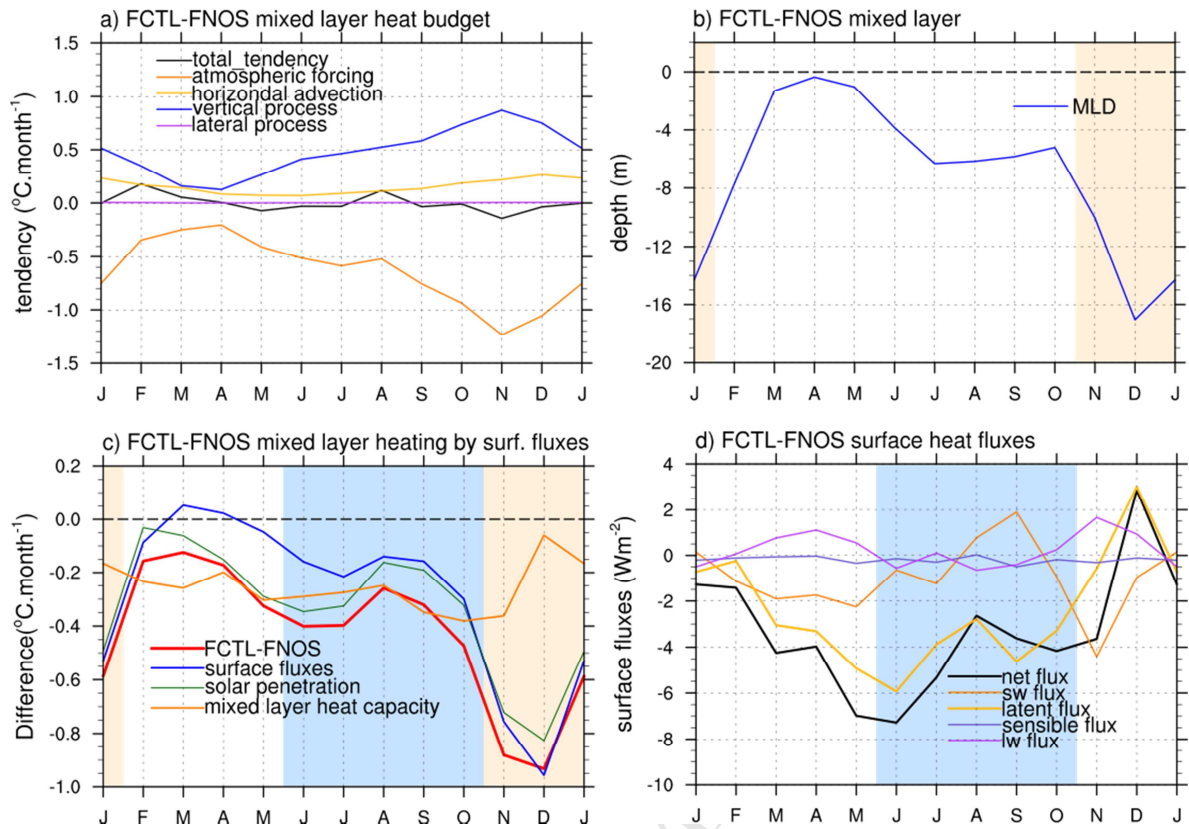 a) FCTL-FNOS mixed layer heat budget
tendency (°C.month⁻¹)
1.5
1.0
0.5
0.0
-0.5
-1.0
-1.5
total_tendency
atmospheric forcing
horizondal advection
vertical process
lateral process
J F M A M J J A S O N D J
b) FCTL-FNOS mixed layer
depth (m)
0
-4
-8
-12
-16
-20
MLD
J F M A M J J A S O N D J
c) FCTL-FNOS mixed layer heating by surf. fluxes
Difference(°C.month⁻¹)
0.2
0.0
-0.2
-0.4
-0.6
-0.8
-1.0
FCTL-FNOS
surface fluxes
solar penetration
mixed layer heat capacity
J F M A M J J A S O N D J
d) FCTL-FNOS surface heat fluxes
surface fluxes (Wm⁻²)
4
2
0
-2
-4
-6
-8
-10
net flux
sw flux
latent flux
sensible flux
lw flux
J F M A M J J A S O N D J